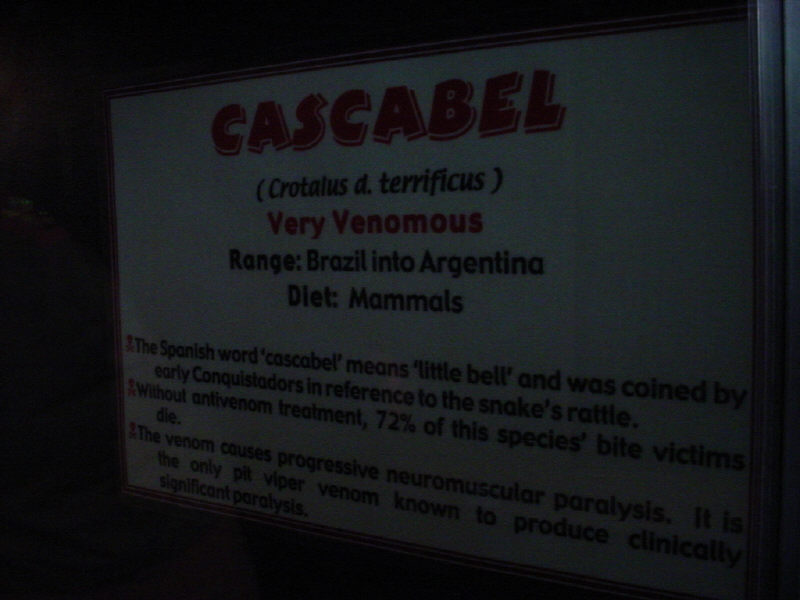 CASCABEL
( Crotalus d. terrificus )
Very Venomous
Range: Brazil into Argentina
Diet: Mammals
The Spanish word 'cascabel' means 'little bell' and was coined by
early Conquistadors in reference to the snake's rattle.
Without antivenom treatment, 72% of this species' bite victims
die.
The venom causes progressive neuromuscular paralysis. It is
the only pit viper venom known to produce clinically
significant paralysis.